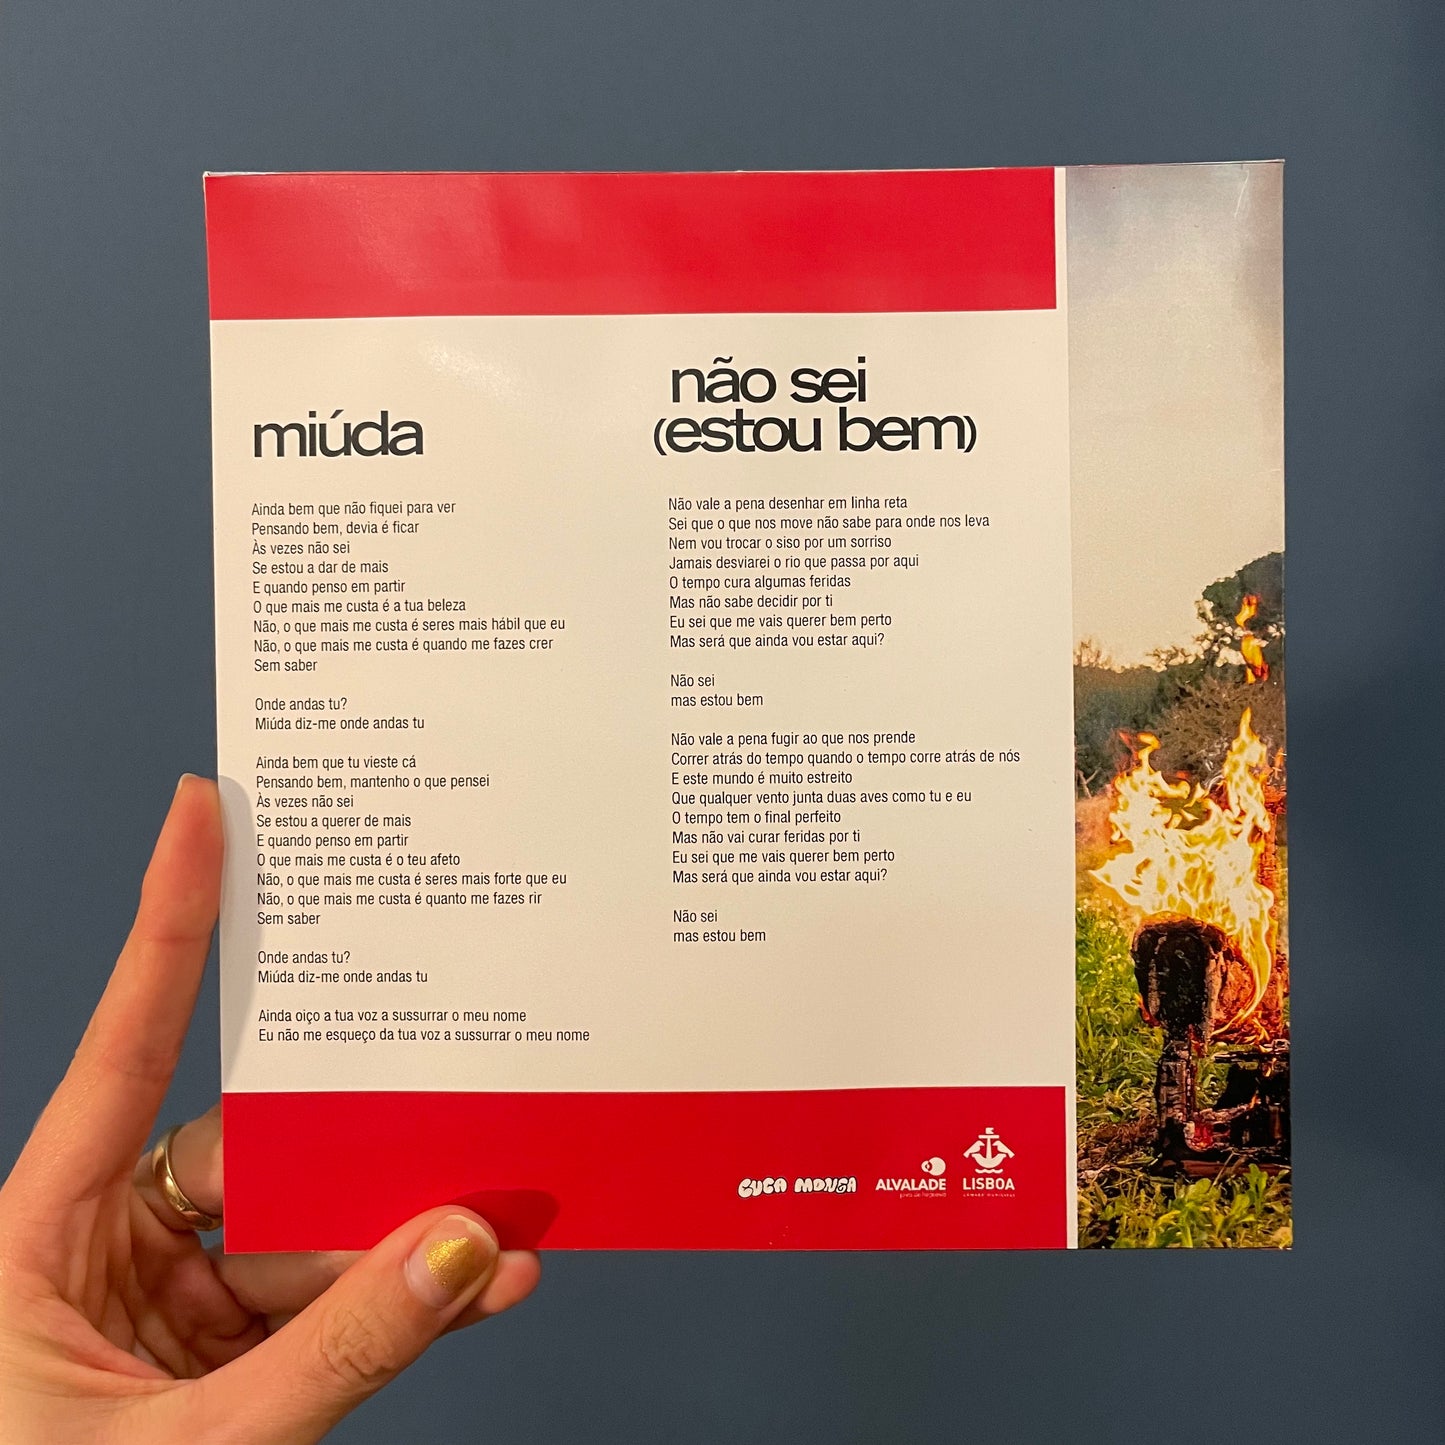 miúda
Ainda bem que não fiquei para ver
Pensando bem, devia é ficar
Às vezes não sei
Se estou a dar de mais
E quando penso em partir
O que mais me custa é a tua beleza
Não, o que mais me custa é seres mais hábil que eu
Não, o que mais me custa é quando me fazes crer
Sem saber
Onde andas tu?
Miúda diz-me onde andas tu
Ainda bem que tu vieste cá
Pensando bem, mantenho o que pensei
Às vezes não sei
Se estou a querer de mais
E quando penso em partir
O que mais me custa é o teu afeto
Não, o que mais me custa é seres mais forte que eu
Não, o que mais me custa é quanto me fazes rir
Sem saber
Onde andas tu?
Miúda diz-me onde andas tu
Ainda oiço a tua voz a sussurrar o meu nome
Eu não me esqueço da tua voz a sussurrar o meu nome
não sei
(estou bem)
Não vale a pena desenhar em linha reta
Sei que o que nos move não sabe para onde nos leva
Nem vou trocar o siso por um sorriso
Jamais desviarei o rio que passa por aqui
O tempo cura algumas feridas
Mas não sabe decidir por ti
Eu sei que me vais querer bem perto
Mas será que ainda vou estar aqui?
Não sei
mas estou bem
Não vale a pena fugir ao que nos prende
Correr atrás do tempo quando o tempo corre atrás de nós
E este mundo é muito estreito
Que qualquer vento junta duas aves como tu e eu
O tempo tem o final perfeito
Mas não vai curar feridas por ti
Eu sei que me vais querer bem perto
Mas será que ainda vou estar aqui?
Não sei
mas estou bem
CUCA MONGA
ALVALADE
junta de freguesia
LISBOA
CÂMARA MUNICIPAL